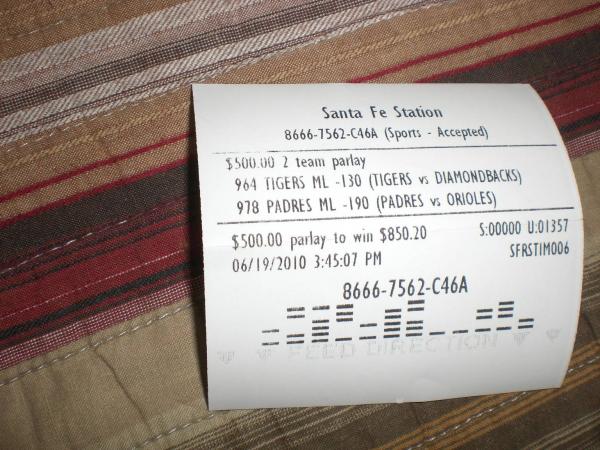 Santa Fe Station
8666-7562-C46A (Sports - Accepted)
$500.00 2 team parlay
964 TIGERS ML -130 (TIGERS vs DIAMONDBACKS)
978 PADRES ML -190 (PADRES vs ORIOLES)
$500.00 parlay to win $850.20 S:00000 U:01357
06/19/2010 3:45:07 PM SFRSTIM006
8666-7562-C46A
FEED DIRECTION